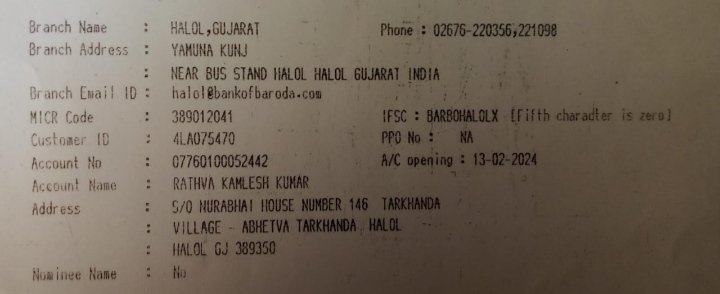 Branch Name : HALOL,GUJARAT Phone : 02676-220356,221098
Branch Address : YAMUNA KUNJ
: NEAR BUS STAND HALOL HALOL GUJARAT INDIA
Branch Email ID : halol@bankofbaroda.com
MICR Code : 389012041 IFSC : BARB0HALOLX [Fifth charadter is zero]
Customer ID : 4LA075470 PPO No : NA
Account No : 07760100052442 A/C opening : 13-02-2024
Account Name : RATHVA KAMLESH KUMAR
Address : S/O NURABHAI HOUSE NUMBER 146 TARKHANDA
: VILLAGE - ABHETVA TARKHANDA HALOL
: HALOL GJ 389350
Nominee Name : No